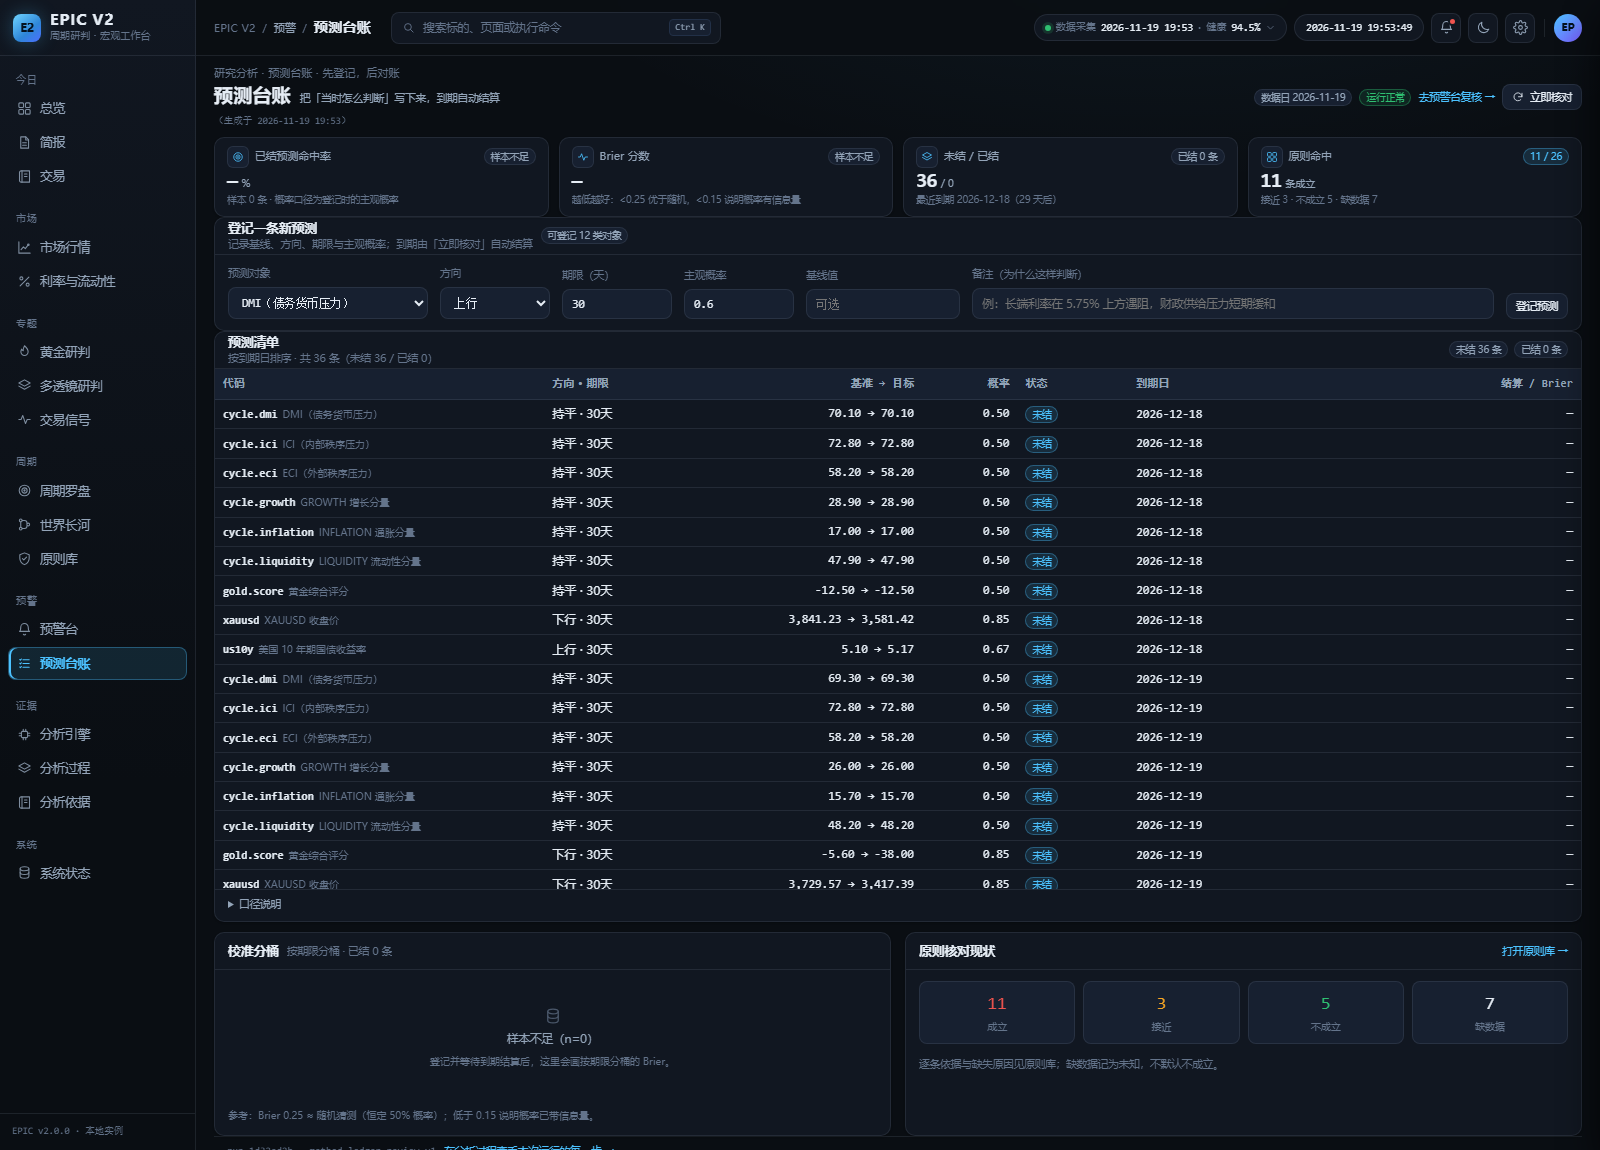 E2 EPIC V2
周期研判 · 宏观工作台
今日
总览
简报
交易
市场
市场行情
利率与流动性
专题
黄金研判
多透镜研判
交易信号
周期
周期罗盘
世界长河
原则库
预警
预警台
预测台账
证据
分析引擎
分析过程
分析依据
系统
系统状态
EPIC v2.0.0 · 本地实例
EPIC V2 / 预警 / 预测台账
搜索标的、页面或执行命令 Ctrl K
数据采集 2026-11-19 19:53 · 健康 94.5%
2026-11-19 19:53:49
EP
研究分析 · 预测台账 · 先登记，后对账
预测台账 把「当时怎么判断」写下来，到期自动结算
（生成于 2026-11-19 19:53）
数据日 2026-11-19 运行正常 去预警台复核 → 立即核对
已结预测命中率 样本不足
— %
样本 0 条 · 概率口径为登记时的主观概率
Brier 分数 样本不足
—
越低越好：<0.25 优于随机，<0.15 说明概率有信息量
未结 / 已结 已结 0 条
36 / 0
最近到期 2026-12-18（29 天后）
原则命中 11 / 26
11 条成立
接近 3 · 不成立 5 · 缺数据 7
登记一条新预测
记录基线、方向、期限与主观概率；到期由「立即核对」自动结算
可登记 12 类对象
预测对象 方向 期限（天） 主观概率 基线值 备注（为什么这样判断）
DMI（债务货币压力） 上行 30 0.6 可选 例：长端利率在 5.75% 上方遇阻，财政供给压力短期缓和 登记预测
预测清单
按到期日排序 · 共 36 条（未结 36 / 已结 0）
未结 36 条 已结 0 条
代码 方向 · 期限 基准 → 目标 概率 状态 到期日 结算 / Brier
cycle.dmi DMI（债务货币压力） 持平 · 30天 70.10 → 70.10 0.50 未结 2026-12-18 —
cycle.ici ICI（内部秩序压力） 持平 · 30天 72.80 → 72.80 0.50 未结 2026-12-18 —
cycle.eci ECI（外部秩序压力） 持平 · 30天 58.20 → 58.20 0.50 未结 2026-12-18 —
cycle.growth GROWTH 增长分量 持平 · 30天 28.90 → 28.90 0.50 未结 2026-12-18 —
cycle.inflation INFLATION 通胀分量 持平 · 30天 17.00 → 17.00 0.50 未结 2026-12-18 —
cycle.liquidity LIQUIDITY 流动性分量 持平 · 30天 47.90 → 47.90 0.50 未结 2026-12-18 —
gold.score 黄金综合评分 持平 · 30天 -12.50 → -12.50 0.50 未结 2026-12-18 —
xauusd XAUUSD 收盘价 下行 · 30天 3,841.23 → 3,581.42 0.85 未结 2026-12-18 —
us10y 美国 10 年期国债收益率 上行 · 30天 5.10 → 5.17 0.67 未结 2026-12-18 —
cycle.dmi DMI（债务货币压力） 持平 · 30天 69.30 → 69.30 0.50 未结 2026-12-19 —
cycle.ici ICI（内部秩序压力） 持平 · 30天 72.80 → 72.80 0.50 未结 2026-12-19 —
cycle.eci ECI（外部秩序压力） 持平 · 30天 58.20 → 58.20 0.50 未结 2026-12-19 —
cycle.growth GROWTH 增长分量 持平 · 30天 26.00 → 26.00 0.50 未结 2026-12-19 —
cycle.inflation INFLATION 通胀分量 持平 · 30天 15.70 → 15.70 0.50 未结 2026-12-19 —
cycle.liquidity LIQUIDITY 流动性分量 持平 · 30天 48.20 → 48.20 0.50 未结 2026-12-19 —
gold.score 黄金综合评分 下行 · 30天 -5.60 → -38.00 0.85 未结 2026-12-19 —
xauusd XAUUSD 收盘价 下行 · 30天 3,729.57 → 3,417.39 0.85 未结 2026-12-19 —
▶ 口径说明
校准分桶 按期限分桶 · 已结 0 条
样本不足（n=0）
登记并等待到期结算后，这里会画按期限分桶的 Brier。
参考：Brier 0.25 ≈ 随机猜测（恒定 50% 概率）；低于 0.15 说明概率已带信息量。
原则核对现状 打开原则库 →
11 成立
3 接近
5 不成立
7 缺数据
逐条依据与缺失原因见原则库；缺数据记为未知，不默认不成立。